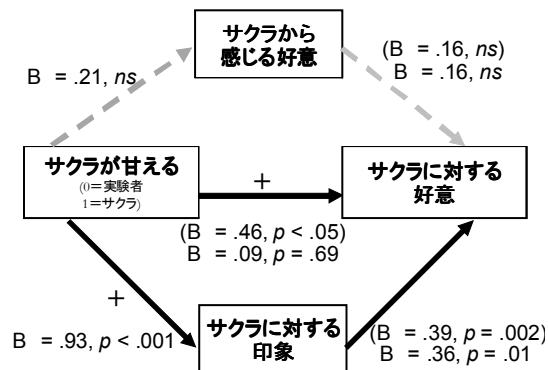 サクラから
感じる好意
B = .21, ns
(B = .16, ns)
B = .16, ns
サクラが甘える
(0=実験者
1=サクラ)
+
サクラに対する
好意
(B = .46, p < .05)
B = .09, p = .69
+
B = .93, p < .001
サクラに対する
印象
(B = .39, p = .002)
B = .36, p = .01